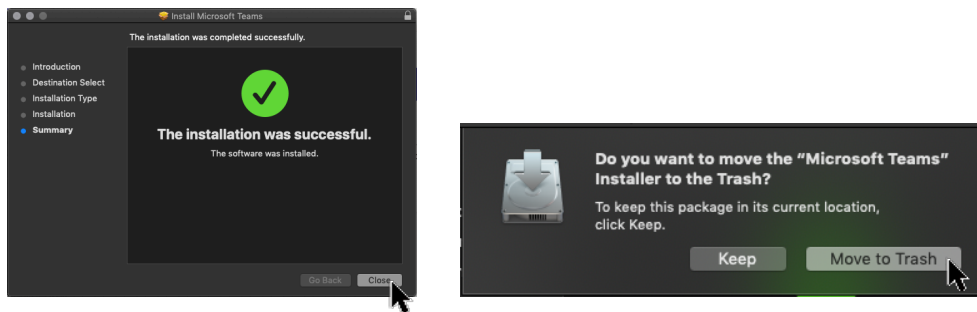 Install Microsoft Teams
The installation was completed successfully.
Introduction
Destination Select
Installation Type
Installation
Summary
The installation was successful.
The software was installed.
Go Back
Close
Do you want to move the “Microsoft Teams”
Installer to the Trash?
To keep this package in its current location,
click Keep.
Keep
Move to Trash